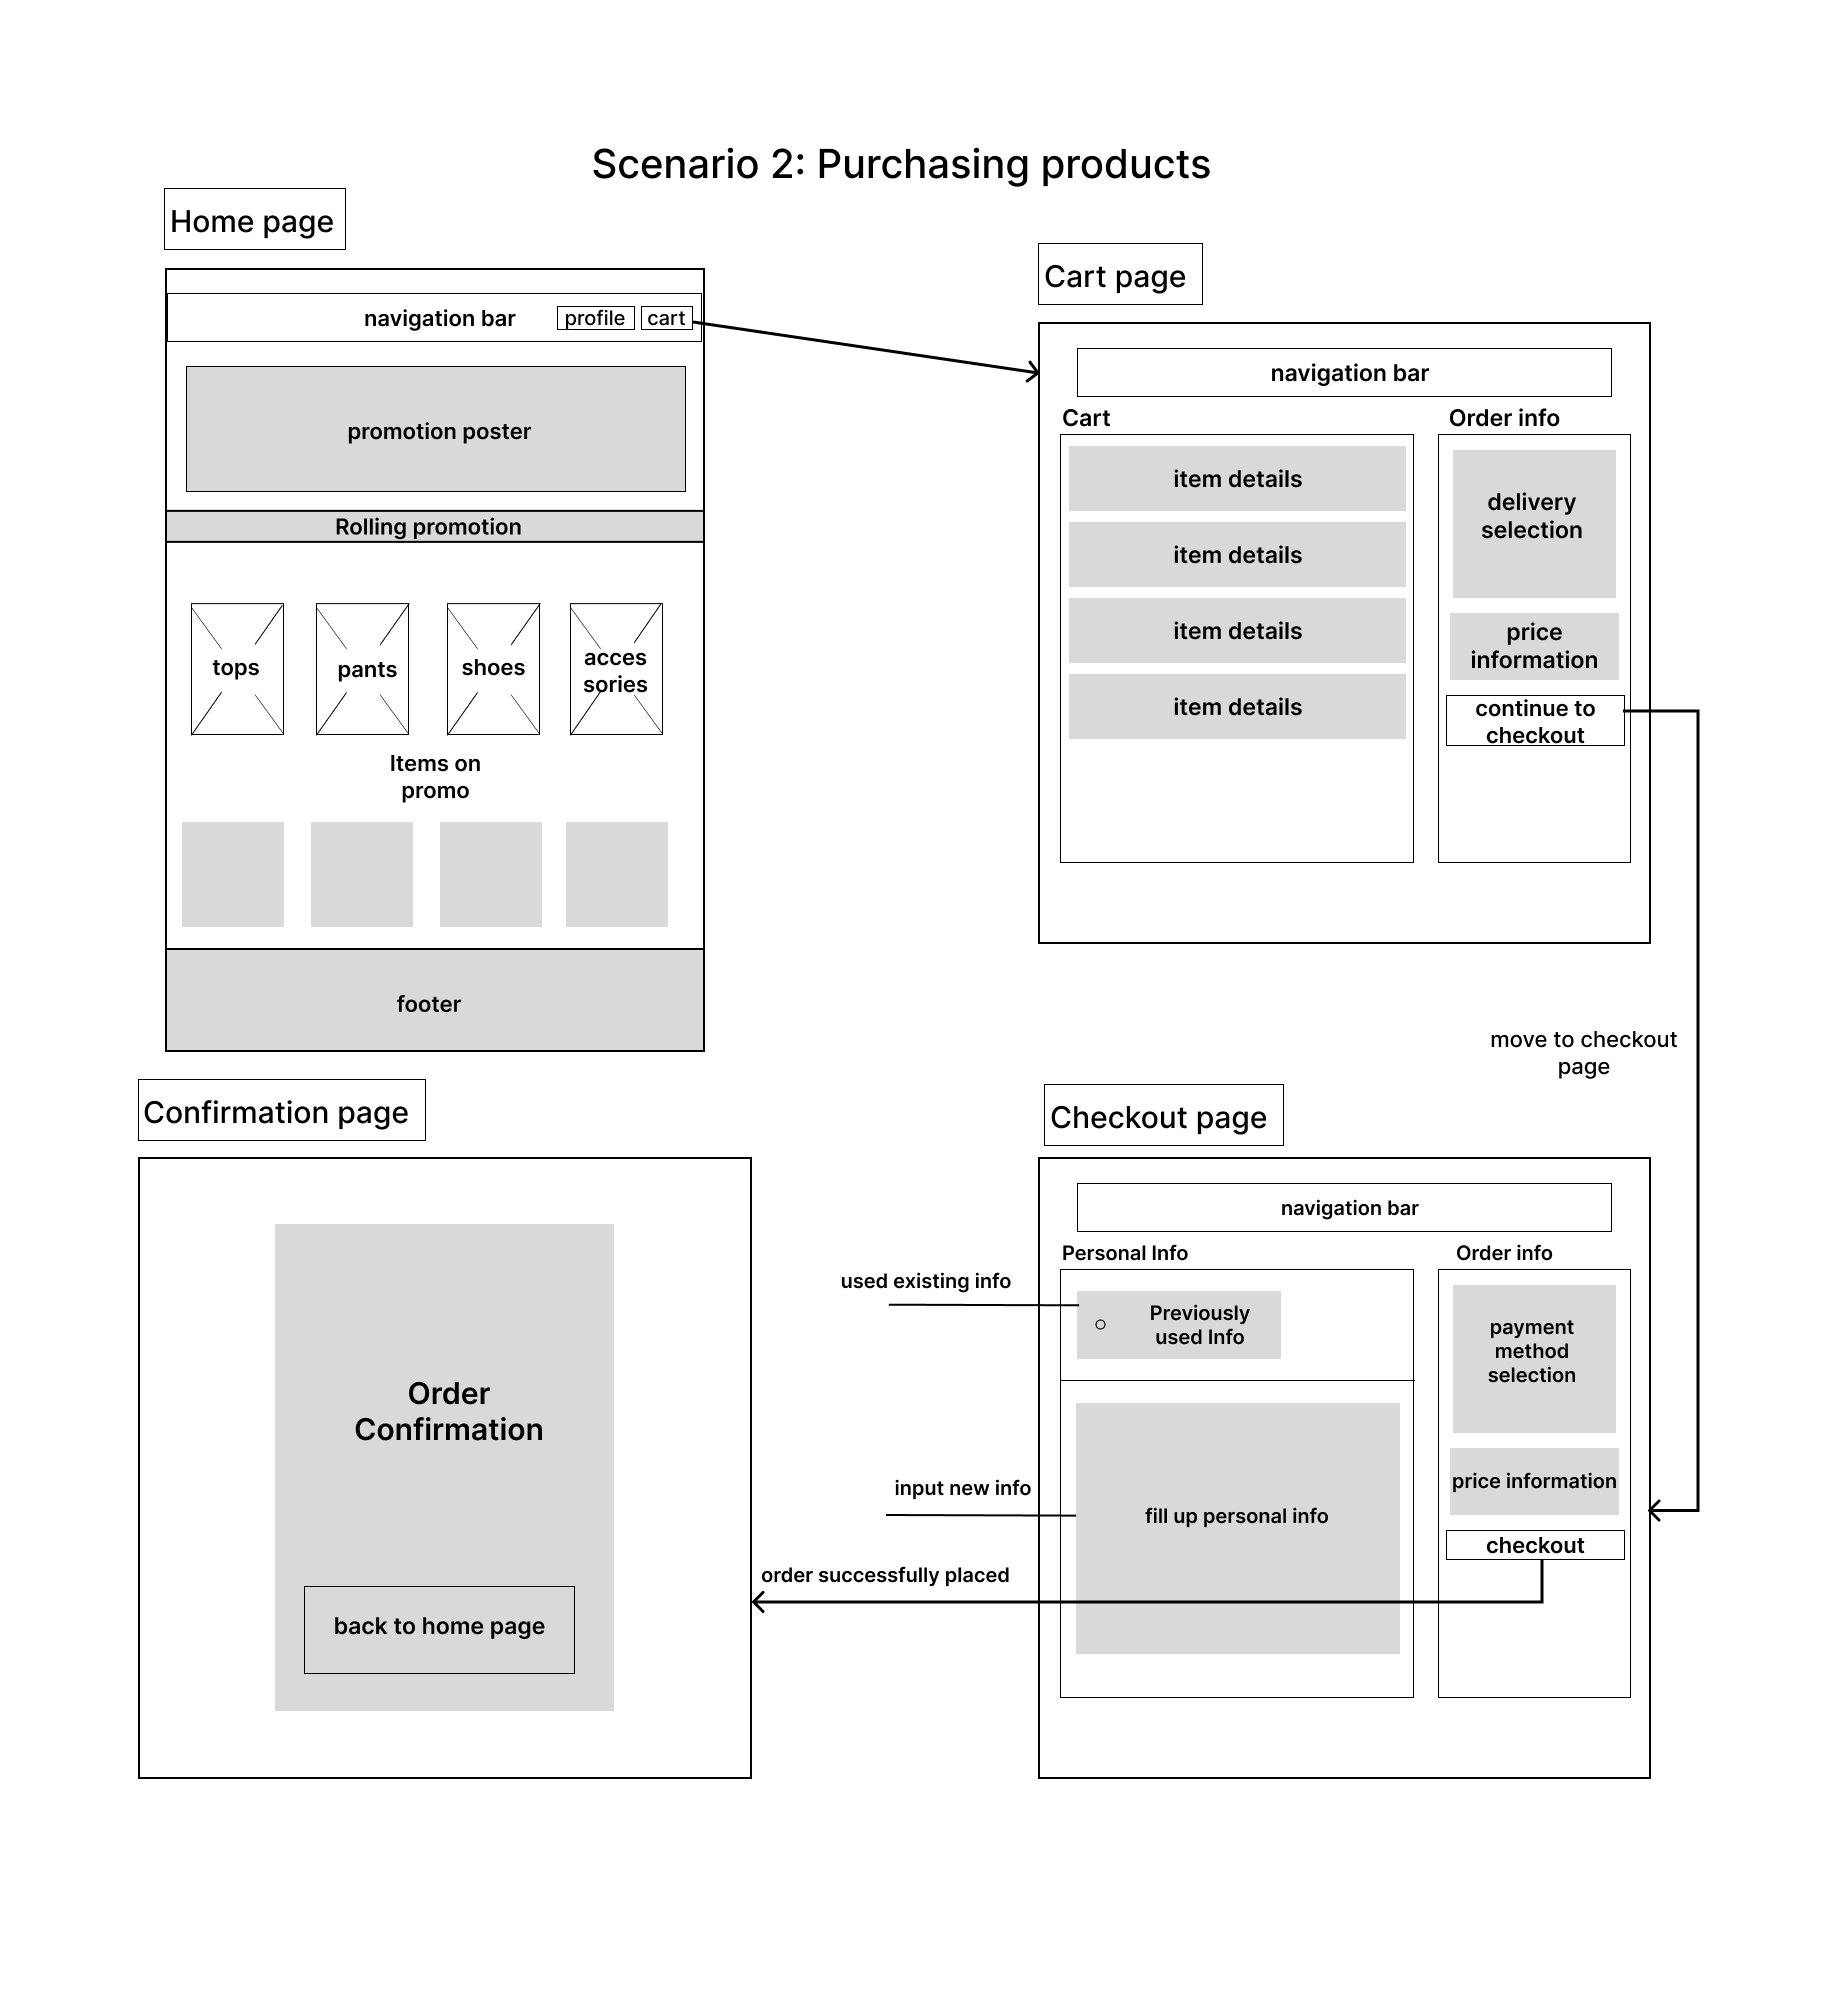 Scenario 2: Purchasing products
Home page
navigation bar
profile
cart
promotion poster
Rolling promotion
tops
pants
shoes
acces
sories
Items on
promo
footer
Cart page
navigation bar
Cart
Order info
item details
item details
item details
item details
delivery
selection
price
information
continue to
checkout
move to checkout
page
Checkout page
navigation bar
Personal Info
Order info
used existing info
Previously
used Info
input new info
fill up personal info
payment
method
selection
price information
checkout
order successfully placed
Confirmation page
Order
Confirmation
back to home page